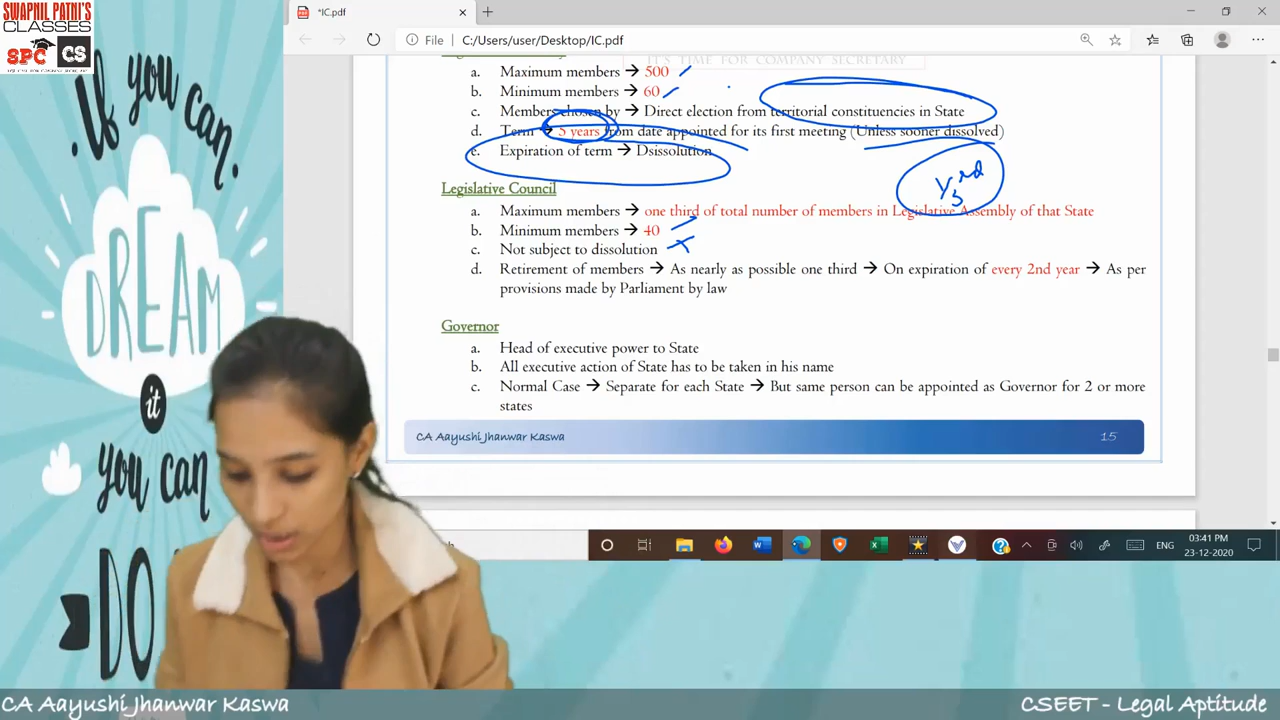 SWAPNIL PATNI'S
CLASSES
SPC CS
If you can
DREAM
it
you can
DO
*IC.pdf
File C:/Users/user/Desktop/IC.pdf
IT'S TIME FOR COMPANY SECRETARY
a. Maximum members → 500
b. Minimum members → 60
c. Members chosen by → Direct election from territorial constituencies in State
d. Term → 5 years from date appointed for its first meeting (Unless sooner dissolved)
e. Expiration of term → Dsissolution
1/3rd
Legislative Council
a. Maximum members → one third of total number of members in Legislative Assembly of that State
b. Minimum members → 40
c. Not subject to dissolution
d. Retirement of members → As nearly as possible one third → On expiration of every 2nd year → As per
provisions made by Parliament by law
Governor
a. Head of executive power to State
b. All executive action of State has to be taken in his name
c. Normal Case → Separate for each State → But same person can be appointed as Governor for 2 or more
states
CA Aayushi Jhanwar Kaswa 15
ENG
03:41 PM
23-12-2020
CA Aayushi Jhanwar Kaswa
CSEET - Legal Aptitude